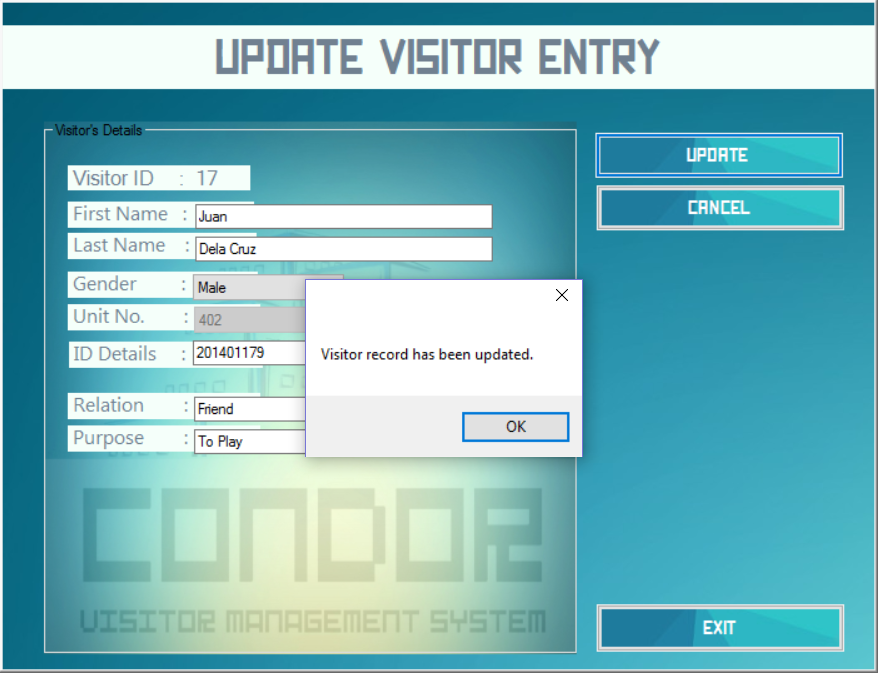 UPDATE VISITOR ENTRY
Visitor's Details
Visitor ID : 17
First Name : Juan
Last Name : Dela Cruz
Gender : Male
Unit No. : 402
ID Details : 201401179
Relation : Friend
Purpose : To Play
UPDATE
CANCEL
Visitor record has been updated.
OK
CONDOR
VISITOR MANAGEMENT SYSTEM
EXIT